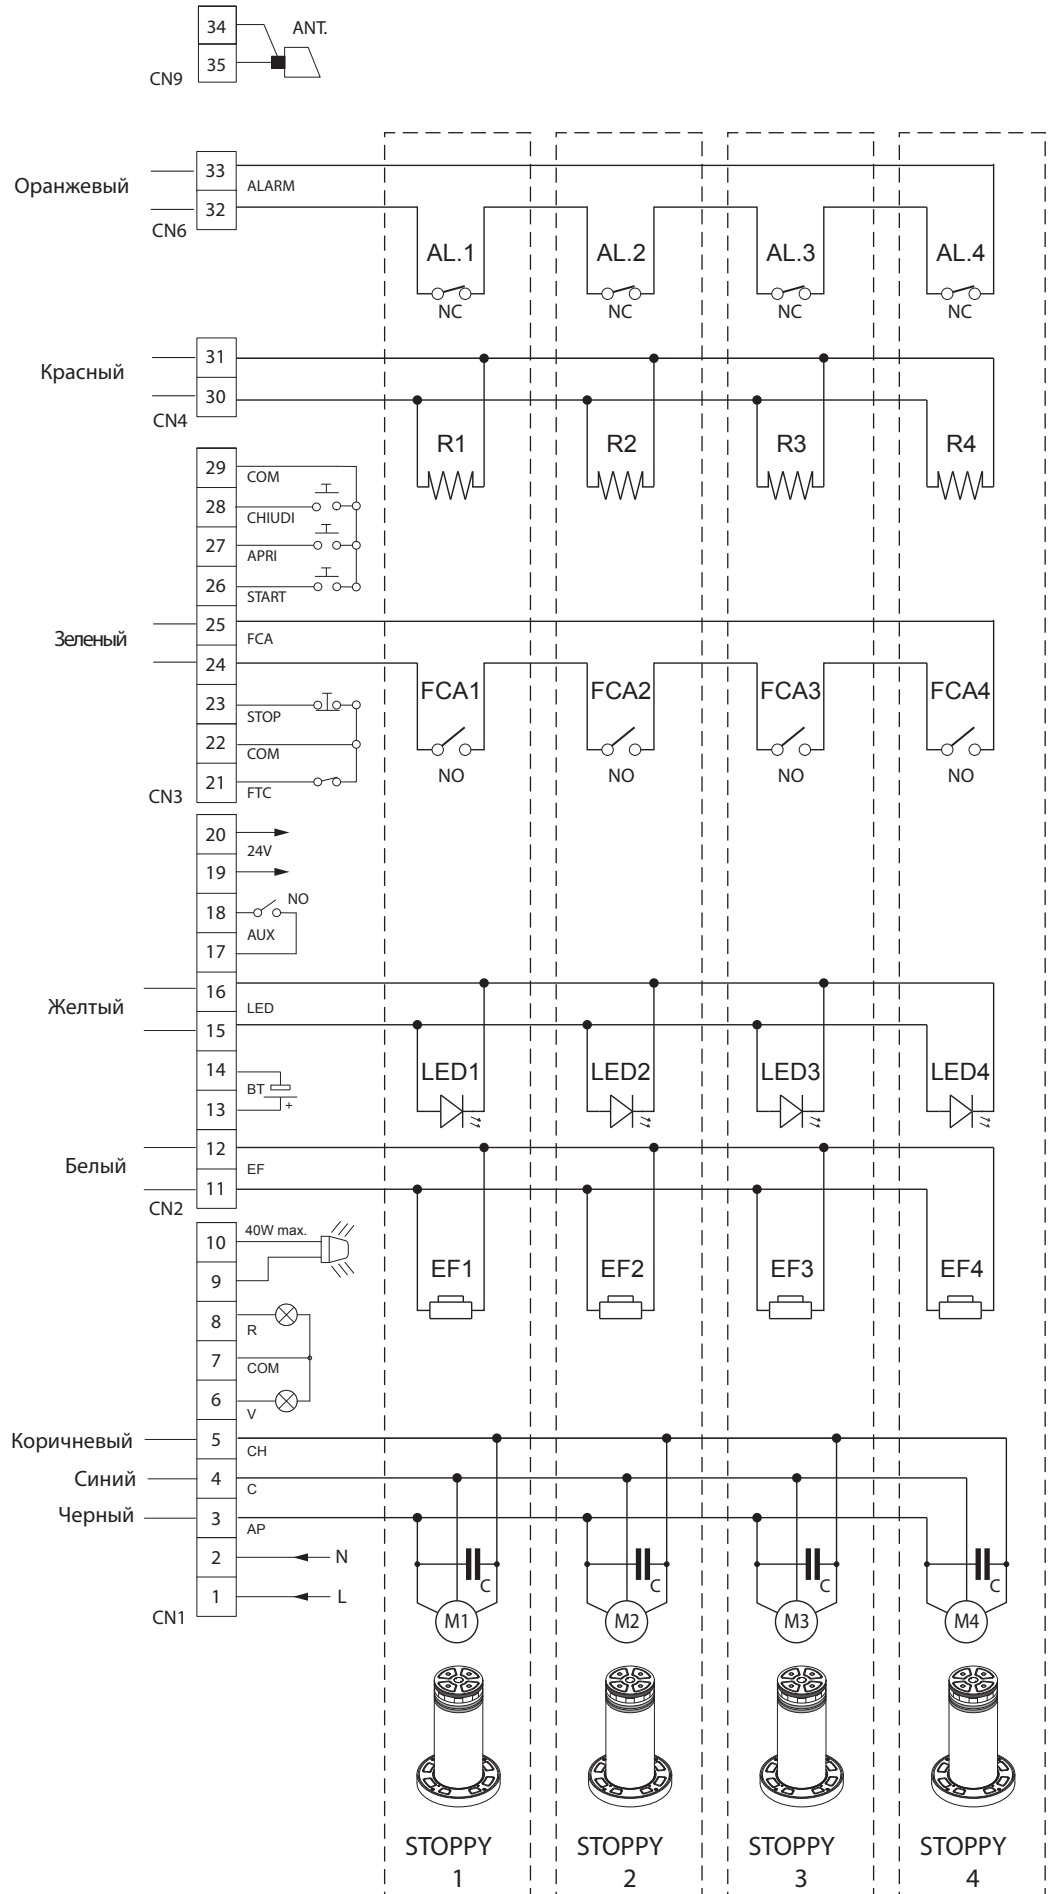 34 ANT.
35
CN9
33
Оранжевый ALARM
32
CN6
AL.1 AL.2 AL.3 AL.4
NC NC NC NC
31
Красный
30
CN4
R1 R2 R3 R4
29
COM
28
CHIUDI
27
APRI
26
START
25
Зеленый FCA
24
FCA1 FCA2 FCA3 FCA4
23
STOP
22
COM
NO NO NO NO
21
CN3 FTC
20
24V
19
NO
18
AUX
17
16
Желтый LED
15
14
LED1 LED2 LED3 LED4
BT
13 +
12
Белый EF
11
CN2
40W max.
10
9
EF1 EF2 EF3 EF4
8
R
7
COM
6
V
Коричневый 5
CH
Синий 4
C
Черный 3
AP
2 N
C C C C
1 L
CN1
M1 M2 M3 M4
STOPPY STOPPY STOPPY STOPPY
1 2 3 4